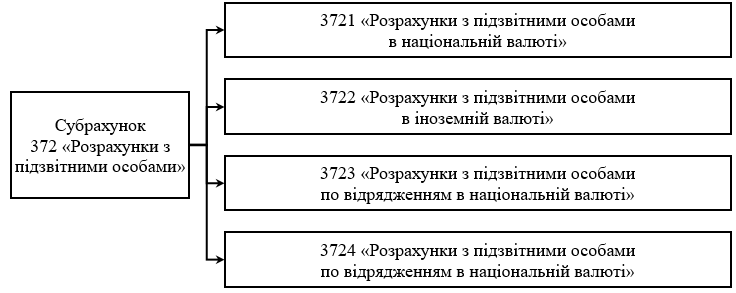 Субрахунок
372 «Розрахунки з
підзвітними особами»
3721 «Розрахунки з підзвітними особами
в національній валюті»
3722 «Розрахунки з підзвітними особами
в іноземній валюті»
3723 «Розрахунки з підзвітними особами
по відрядженням в національній валюті»
3724 «Розрахунки з підзвітними особами
по відрядженням в національній валюті»